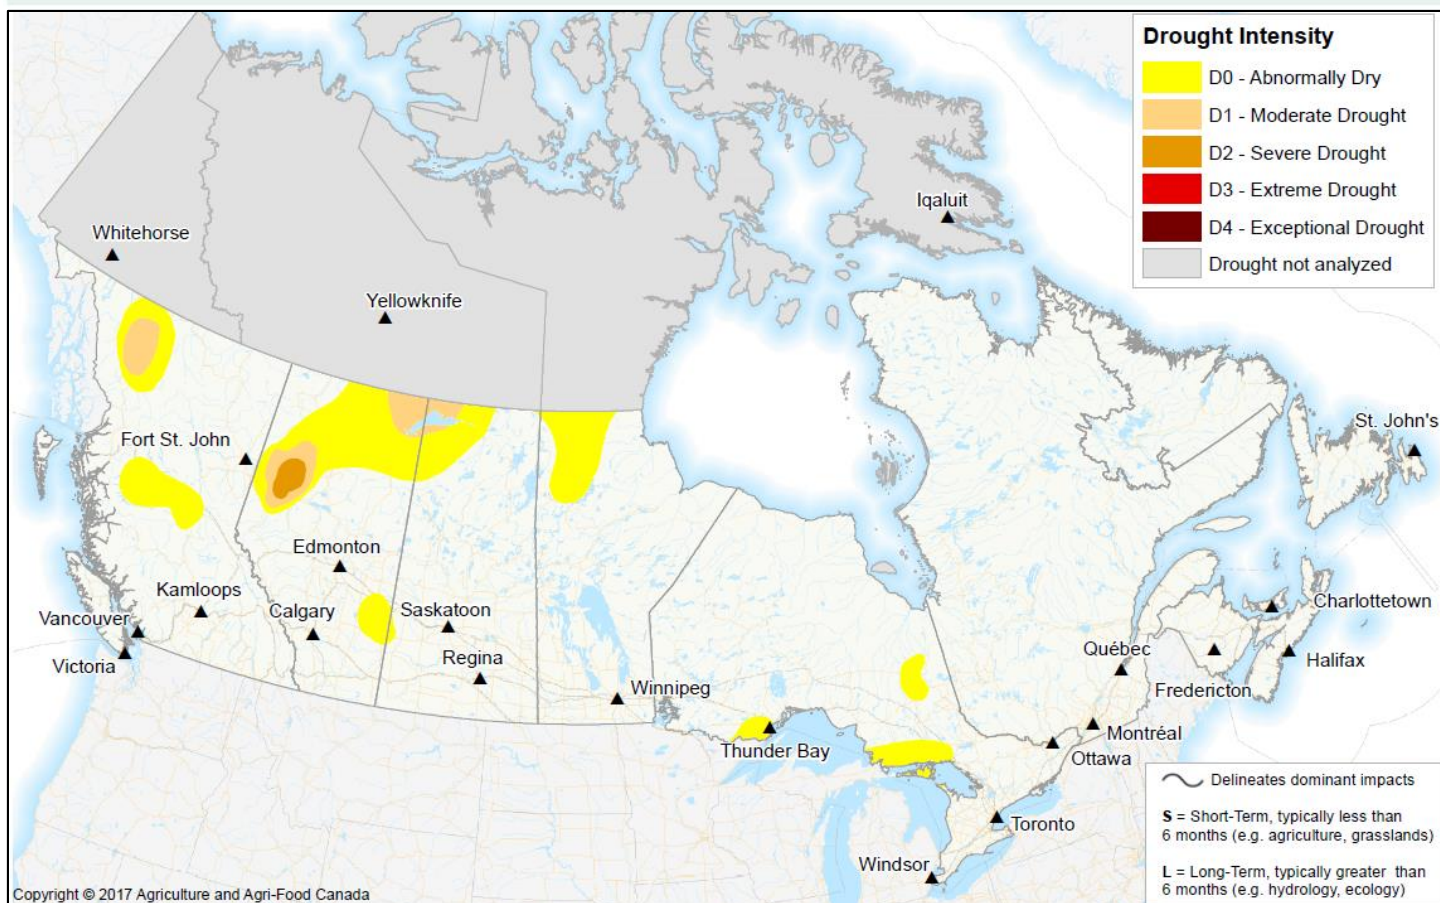 Drought Intensity
D0 - Abnormally Dry
D1 - Moderate Drought
D2 - Severe Drought
D3 - Extreme Drought
D4 - Exceptional Drought
Drought not analyzed
Iqaluit
Whitehorse
Yellowknife
St. John's
Fort St. John
Edmonton
Kamloops
Calgary
Saskatoon
Charlottetown
Vancouver
Québec
Regina
Halifax
Victoria
Winnipeg
Fredericton
Montréal
Thunder Bay
Ottawa
Toronto
Windsor
Delineates dominant impacts
S = Short-Term, typically less than
6 months (e.g. agriculture, grasslands)
L = Long-Term, typically greater than
6 months (e.g. hydrology, ecology)
Copyright © 2017 Agriculture and Agri-Food Canada